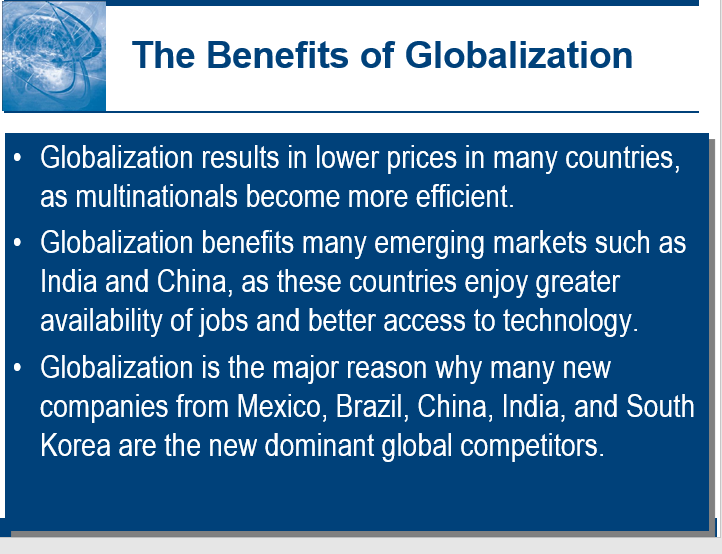 The Benefits of Globalization
• Globalization results in lower prices in many countries,
as multinationals become more efficient.
• Globalization benefits many emerging markets such as
India and China, as these countries enjoy greater
availability of jobs and better access to technology.
• Globalization is the major reason why many new
companies from Mexico, Brazil, China, India, and South
Korea are the new dominant global competitors.